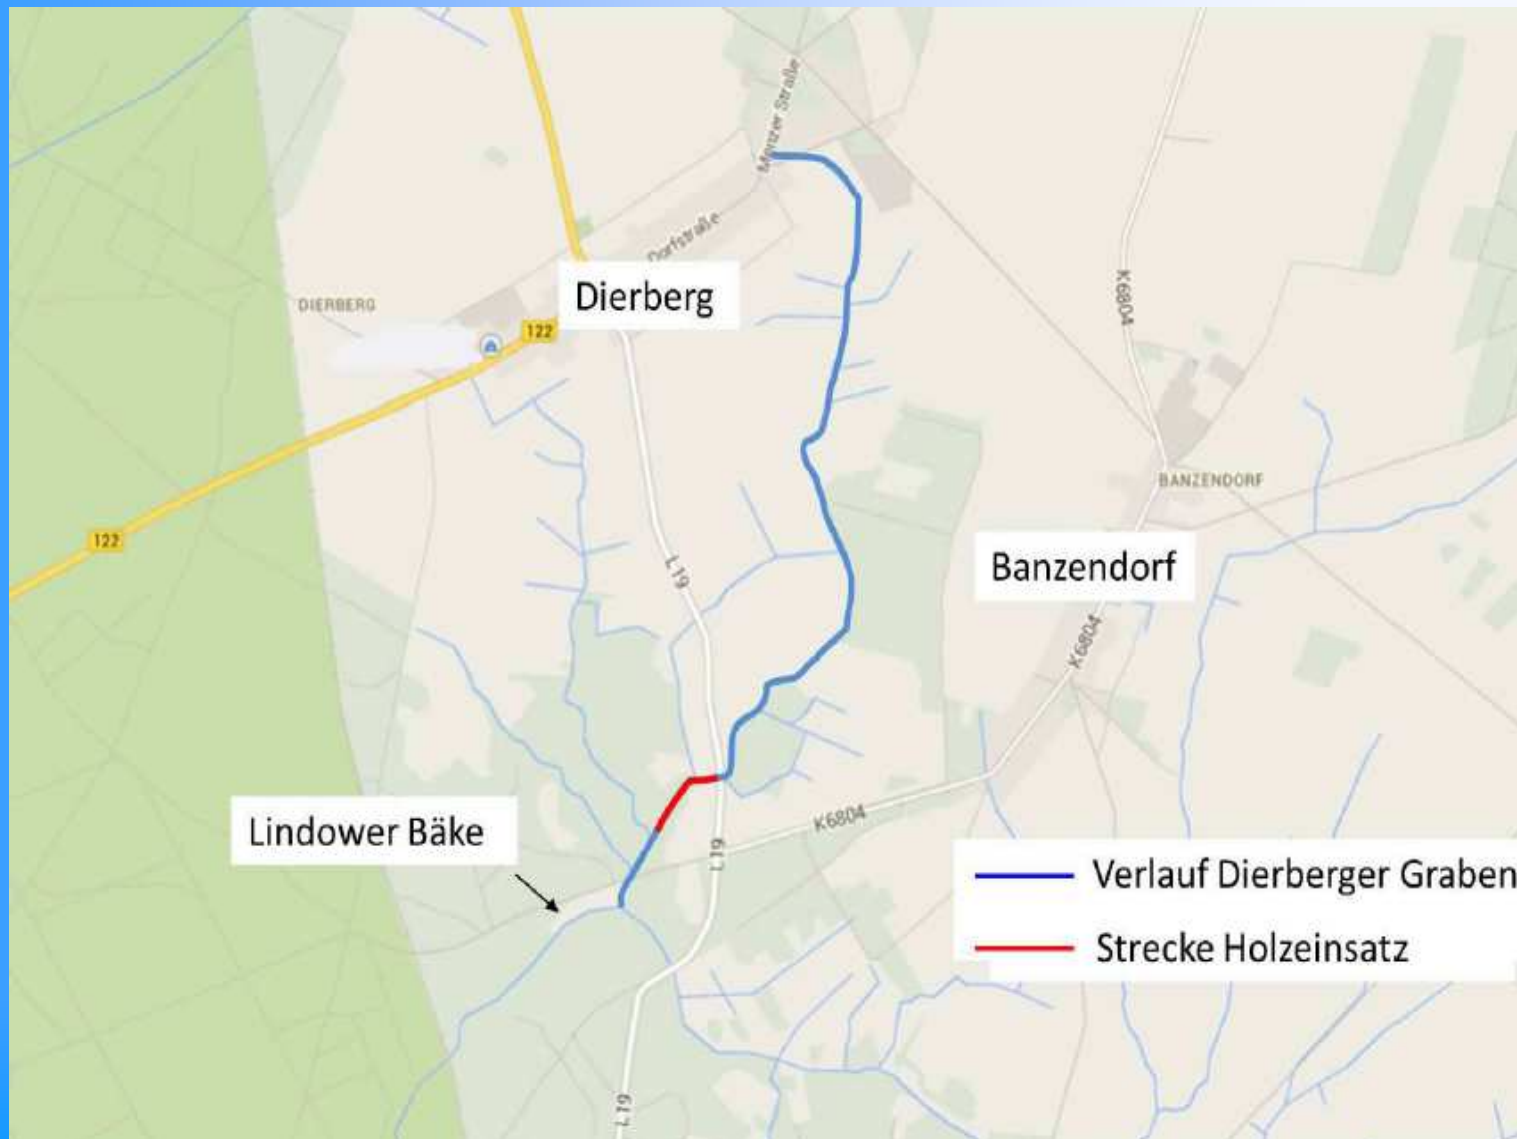 Menzer Straße
Dorfstraße
Dierberg
DIERBERG
122
K6804
BANZENDORF
122
L19
Banzendorf
K6804
Lindower Bäke
K6804
L19
Verlauf Dierberger Graben
Strecke Holzeinsatz
L19